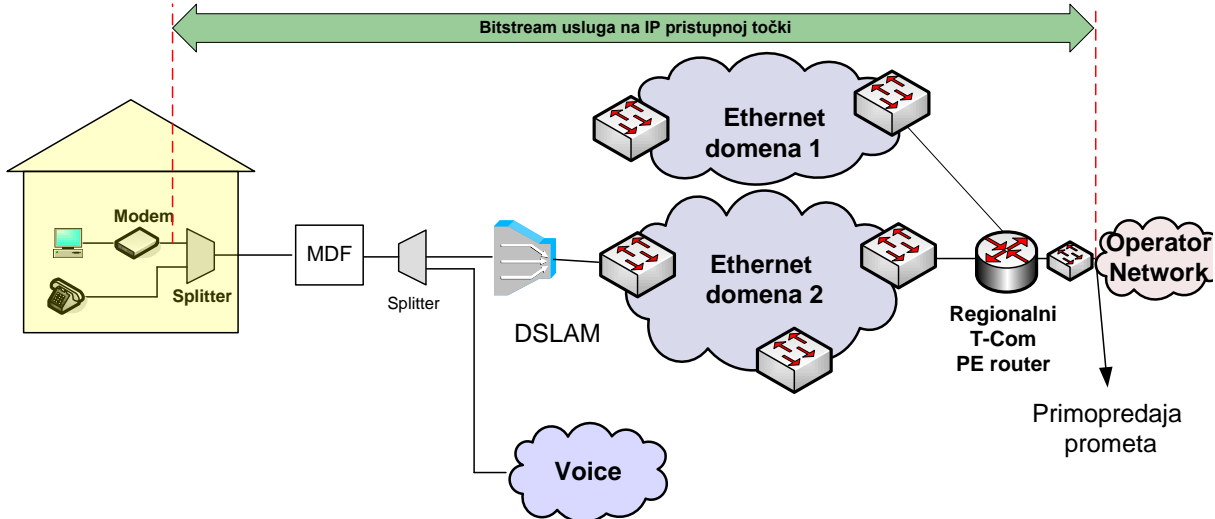 Bitstream usluga na IP pristupnoj točki
Ethernet
domena 1
Modem
Splitter
MDF
Splitter
DSLAM
Ethernet
domena 2
Regionalni
T-Com
PE router
Operator
Network
Primopredaja
prometa
Voice